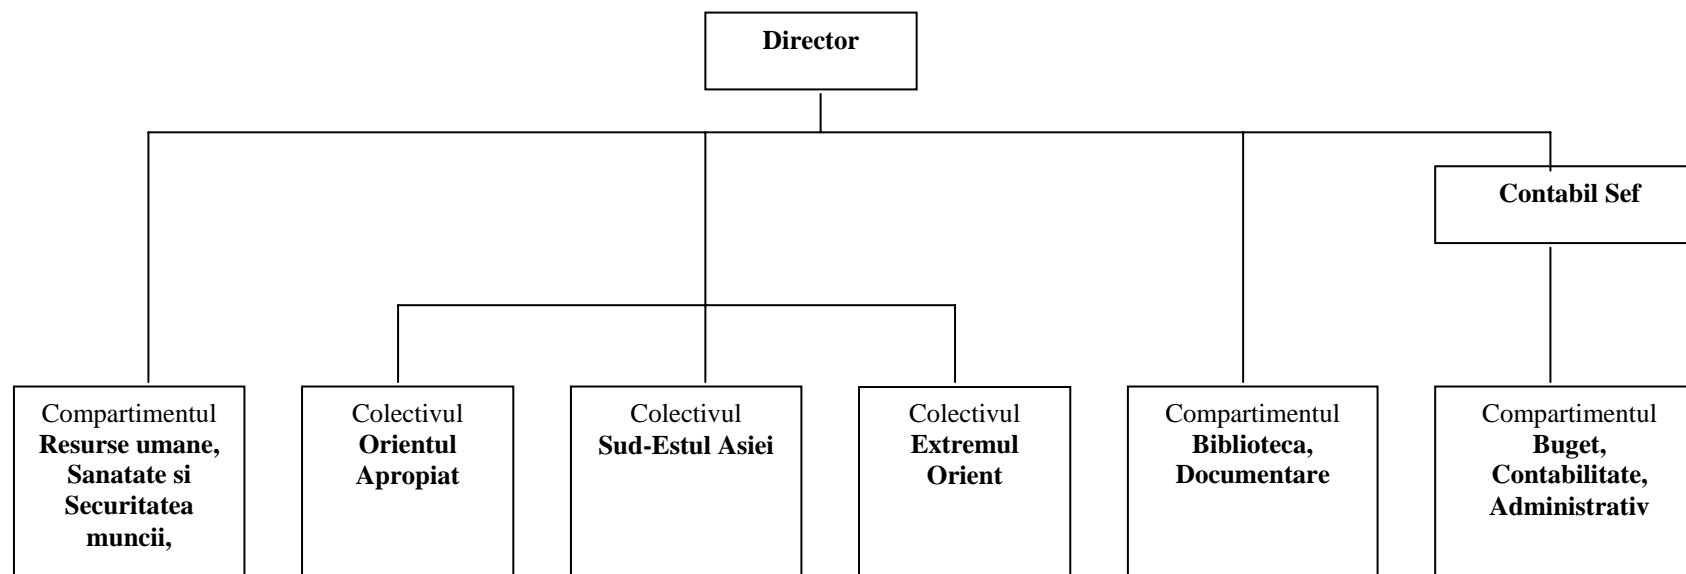 Director
Contabil Sef
Compartimentul
Resurse umane,
Sanatate si
Securitatea
muncii,
Colectivul
Orientul
Apropiat
Colectivul
Sud-Estul Asiei
Colectivul
Extremul
Orient
Compartimentul
Biblioteca,
Documentare
Compartimentul
Buget,
Contabilitate,
Administrativ